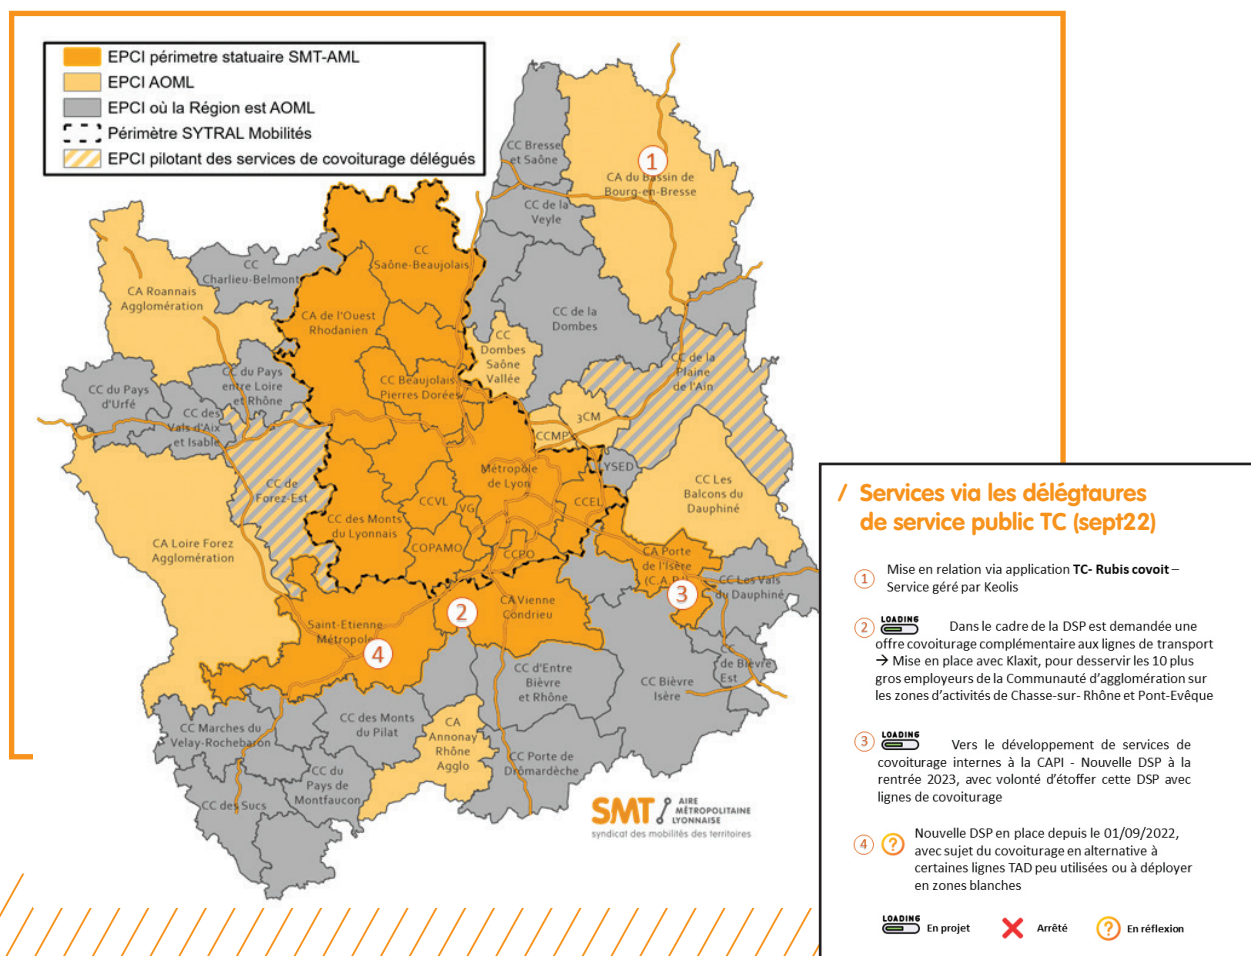 EPCI périmetre statuaire SMT-AML
EPCI AOML
EPCI où la Région est AOML
Périmètre SYTRAL Mobilités
EPCI pilotant des services de covoiturage délégués
CC Bresse
et Saône
1
CA du Bassin de
Bourg-en-Bresse
CC de la
Veyle
CC
Saône-Beaujolais
CC
Charlieu-Belmont
CA Roannais
Agglomération
CA de l'Ouest
Rhodanien
CC de la
Dombes
CC
Dombes
Saône
Vallée
CC de la
Plaine
de l'Ain
CC du Pays
d'Urfé
CC du Pays
entre Loire
et Rhône
CC des
Vals d'Aix
et Isable
CC Beaujolais
Pierres Dorées
3CM
CCMP
LYSED
Métropole
de Lyon
CC de
Forez-Est
CCVL
VG
CCEL
CC Les
Balcons du
Dauphiné
CC des Monts
du Lyonnais
COPAMO
CCPO
CA Loire Forez
Agglomération
CA Porte
de l'Isère
(C.A.P.I)
3
CC Les Vals
du Dauphiné
2
CA Vienne
Condrieu
Saint-Etienne
Métropole
4
CC
de Bièvre
Est
CC d'Entre
Bièvre
et Rhône
CC Bièvre
Isère
CC Marches du
Velay-Rochebaron
CC des Monts
du Pilat
CA
Annonay
Rhône
Agglo
CC Porte de
Drômardèche
CC du
Pays de
Montfaucon
CC des Sucs
SMT
AIRE
MÉTROPOLITAINE
LYONNAISE
syndicat des mobilités des territoires
/ Services via les délégtaures
de service public TC (sept22)
1 Mise en relation via application TC- Rubis covoit –
Service géré par Keolis
2 LOADING Dans le cadre de la DSP est demandée une
offre covoiturage complémentaire aux lignes de transport
→ Mise en place avec Klaxit, pour desservir les 10 plus
gros employeurs de la Communauté d'agglomération sur
les zones d'activités de Chasse-sur- Rhône et Pont-Evêque
3 LOADING Vers le développement de services de
covoiturage internes à la CAPI - Nouvelle DSP à la
rentrée 2023, avec volonté d'étoffer cette DSP avec
lignes de covoiturage
4 ? Nouvelle DSP en place depuis le 01/09/2022,
avec sujet du covoiturage en alternative à
certaines lignes TAD peu utilisées ou à déployer
en zones blanches
LOADING En projet Arrêté ? En réflexion